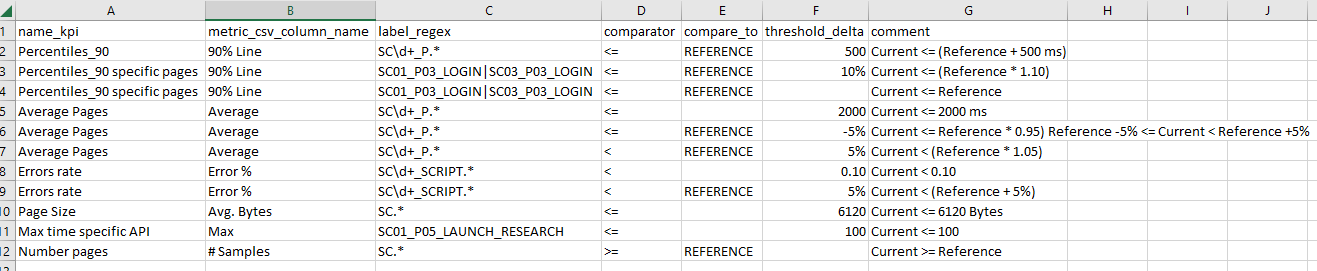 A B C D E F G H I J
1 name_kpi metric_csv_column_name label_regex comparator compare_to threshold_delta comment
2 Percentiles_90 90% Line SC\d+_P.* <= REFERENCE 500 Current <= (Reference + 500 ms)
3 Percentiles_90 specific pages 90% Line SC01_P03_LOGIN|SC03_P03_LOGIN <= REFERENCE 10% Current <= (Reference * 1.10)
4 Percentiles_90 specific pages 90% Line SC01_P03_LOGIN|SC03_P03_LOGIN <= REFERENCE Current <= Reference
5 Average Pages Average SC\d+_P.* <= 2000 Current <= 2000 ms
6 Average Pages Average SC\d+_P.* <= REFERENCE -5% Current <= Reference * 0.95) Reference -5% <= Current < Reference +5%
7 Average Pages Average SC\d+_P.* < REFERENCE 5% Current < (Reference * 1.05)
8 Errors rate Error % SC\d+_SCRIPT.* < 0.10 Current < 0.10
9 Errors rate Error % SC\d+_SCRIPT.* < REFERENCE 5% Current < (Reference + 5%)
10 Page Size Avg. Bytes SC.* <= 6120 Current <= 6120 Bytes
11 Max time specific API Max SC01_P05_LAUNCH_RESEARCH <= 100 Current <= 100
12 Number pages # Samples SC.* >= REFERENCE Current >= Reference